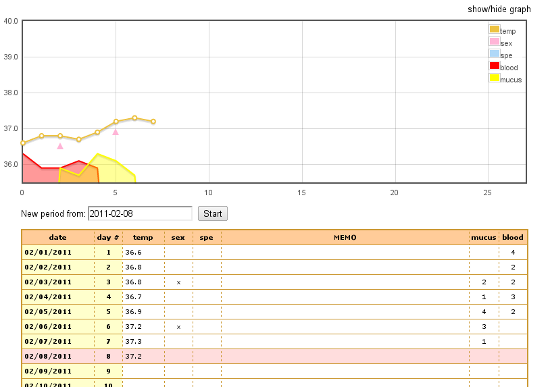 show/hide graph
40.0
39.0
38.0
37.0
36.0
temp
sex
spe
blood
mucus
0 5 10 15 20 25
New period from: 2011-02-08 Start
date day # temp sex spe MEMO mucus blood
02/01/2011 1 36.6 4
02/02/2011 2 36.8 2
02/03/2011 3 36.8 x 2 2
02/04/2011 4 36.7 1 3
02/05/2011 5 36.9 4 2
02/06/2011 6 37.2 x 3
02/07/2011 7 37.3 1
02/08/2011 8 37.2
02/09/2011 9
02/10/2011 10